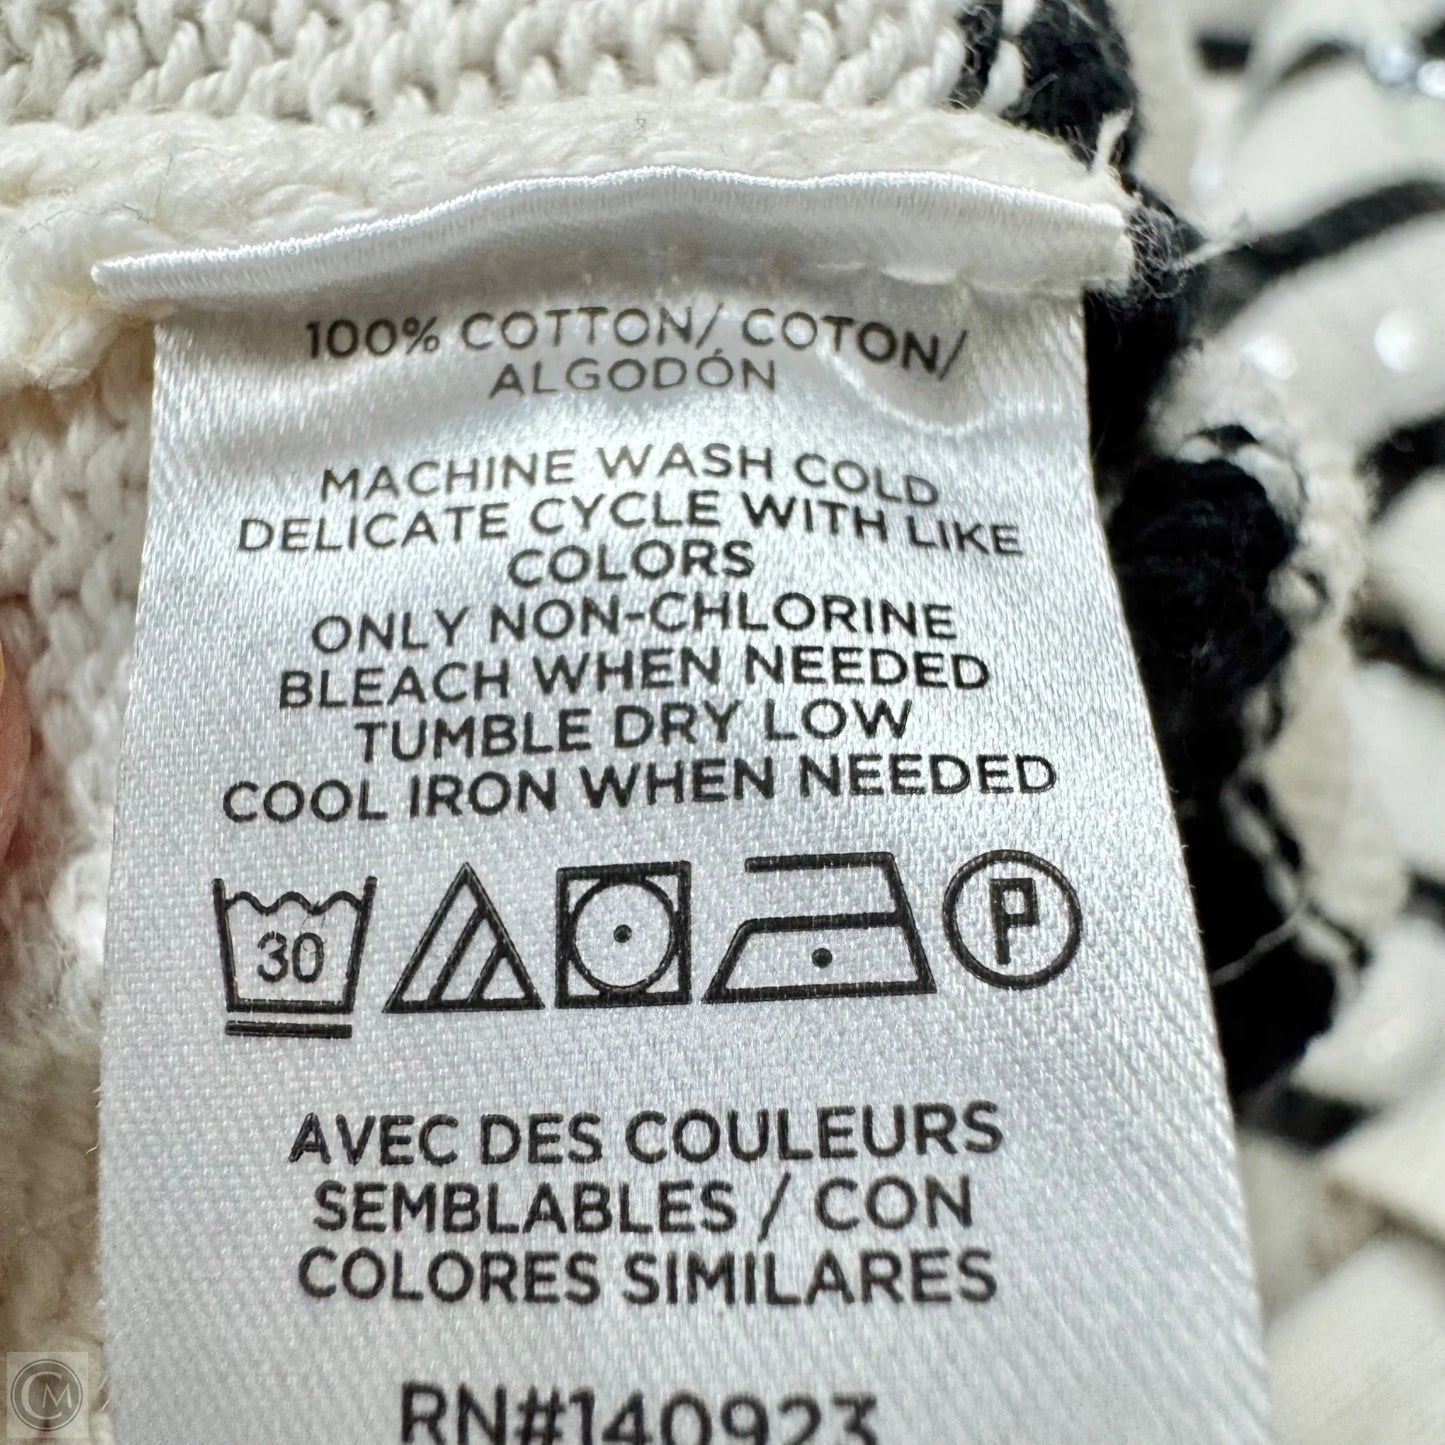 100% COTTON/ COTON/
ALGODÓN
MACHINE WASH COLD
DELICATE CYCLE WITH LIKE
COLORS
ONLY NON-CHLORINE
BLEACH WHEN NEEDED
TUMBLE DRY LOW
COOL IRON WHEN NEEDED
30 P
AVEC DES COULEURS
SEMBLABLES / CON
COLORES SIMILARES
RN#140923
CM